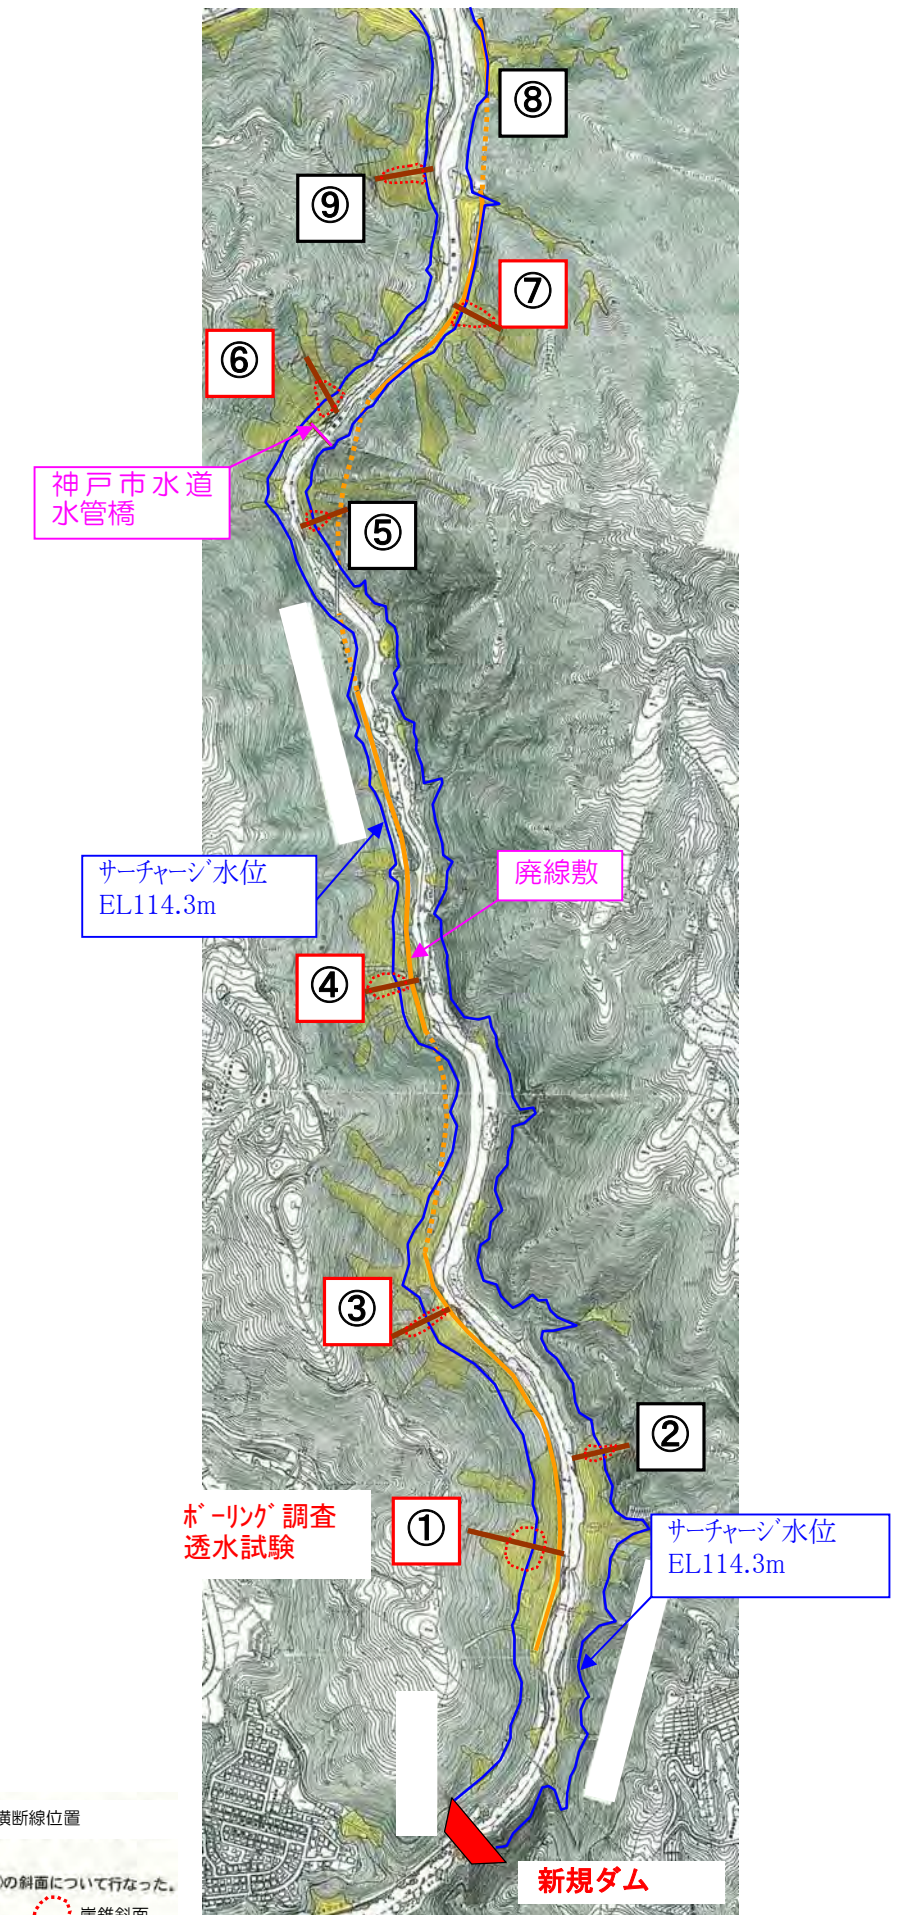 ⑧
⑨
⑦
⑥
神戸市水道
水管橋
⑤
サーチャージ水位
EL114.3m
廃線敷
④
③
②
ボーリング調査
透水試験
①
サーチャージ水位
EL114.3m
横断線位置
の斜面について行なった。
崖錐斜面
新規ダム